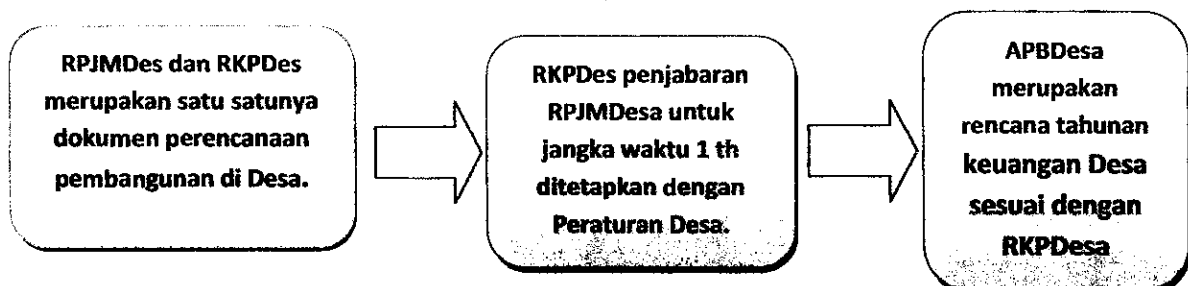 RPJMDes dan RKPDes
merupakan satu satunya
dokumen perencanaan
pembangunan di Desa.
RKPDes penjabaran
RPJMDesa untuk
jangka waktu 1 th
ditetapkan dengan
Peraturan Desa.
APBDesa
merupakan
rencana tahunan
keuangan Desa
sesuai dengan
RKPDesa